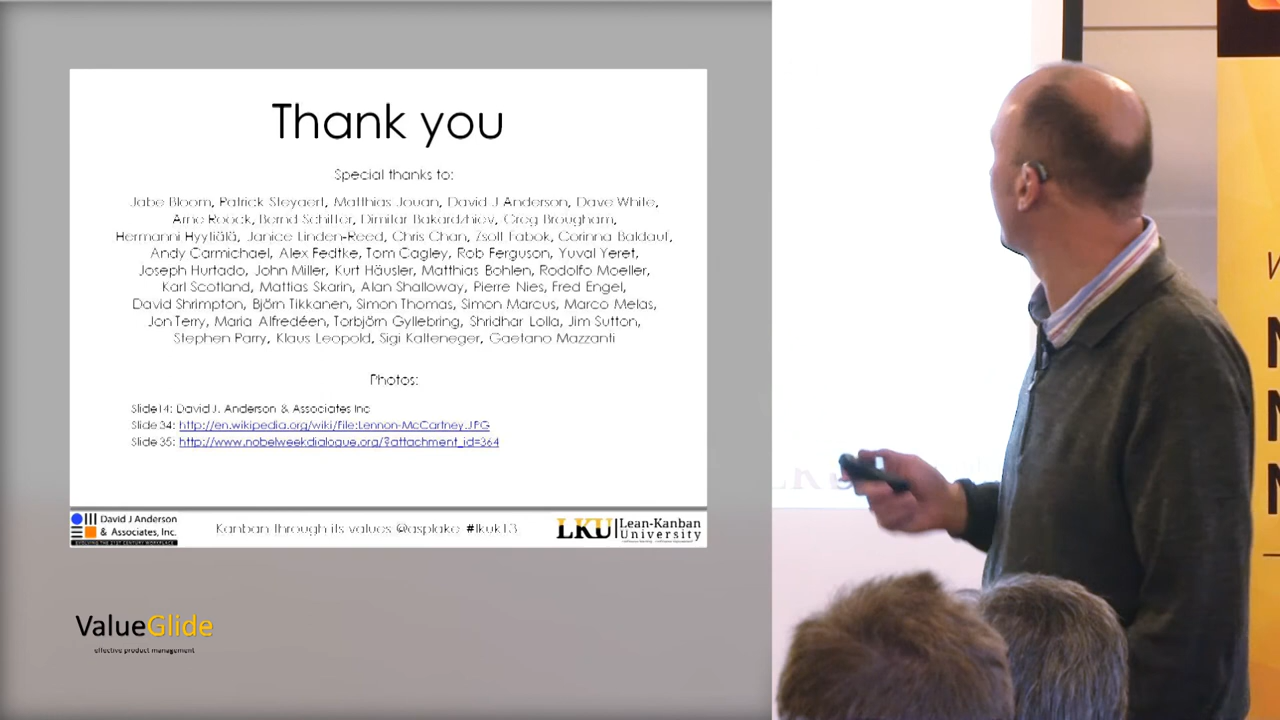 Thank you
Special thanks to:
Jabe Bloom, Patrick Steyaert, Matthias Jouan, David J Anderson, Dave White,
Arne Roock, Bernd Schiffer, Dimitar Bakardzhiev, Greg Brougham,
Hermanni Hyytiälä, Janice Linden-Reed, Chris Chan, Zsolt Fabok, Corinna Baldauf,
Andy Carmichael, Alex Fedtke, Tom Cagley, Rob Ferguson, Yuval Yeret,
Joseph Hurtado, John Miller, Kurt Häusler, Matthias Bohlen, Rodolfo Moeller,
Karl Scotland, Mattias Skarin, Alan Shalloway, Pierre Nies, Fred Engel,
David Shrimpton, Björn Tikkanen, Simon Thomas, Simon Marcus, Marco Melas,
Jon Terry, Maria Alfredéen, Torbjörn Gyllebring, Shridhar Lolla, Jim Sutton,
Stephen Parry, Klaus Leopold, Sigi Kalteneger, Gaetano Mazzanti
Photos:
Slide14: David J. Anderson & Associates Inc
Slide 34: http://en.wikipedia.org/wiki/File:Lennon-McCartney.JPG
Slide 35: http://www.nobelweekdialogue.org/?attachment_id=364
David J Anderson
& Associates, Inc.
EVOLVING THE 21ST CENTURY WORKPLACE
Kanban through its values @asplake #lkuk13
LKU Lean-Kanban
University
ValueGlide
effective product management